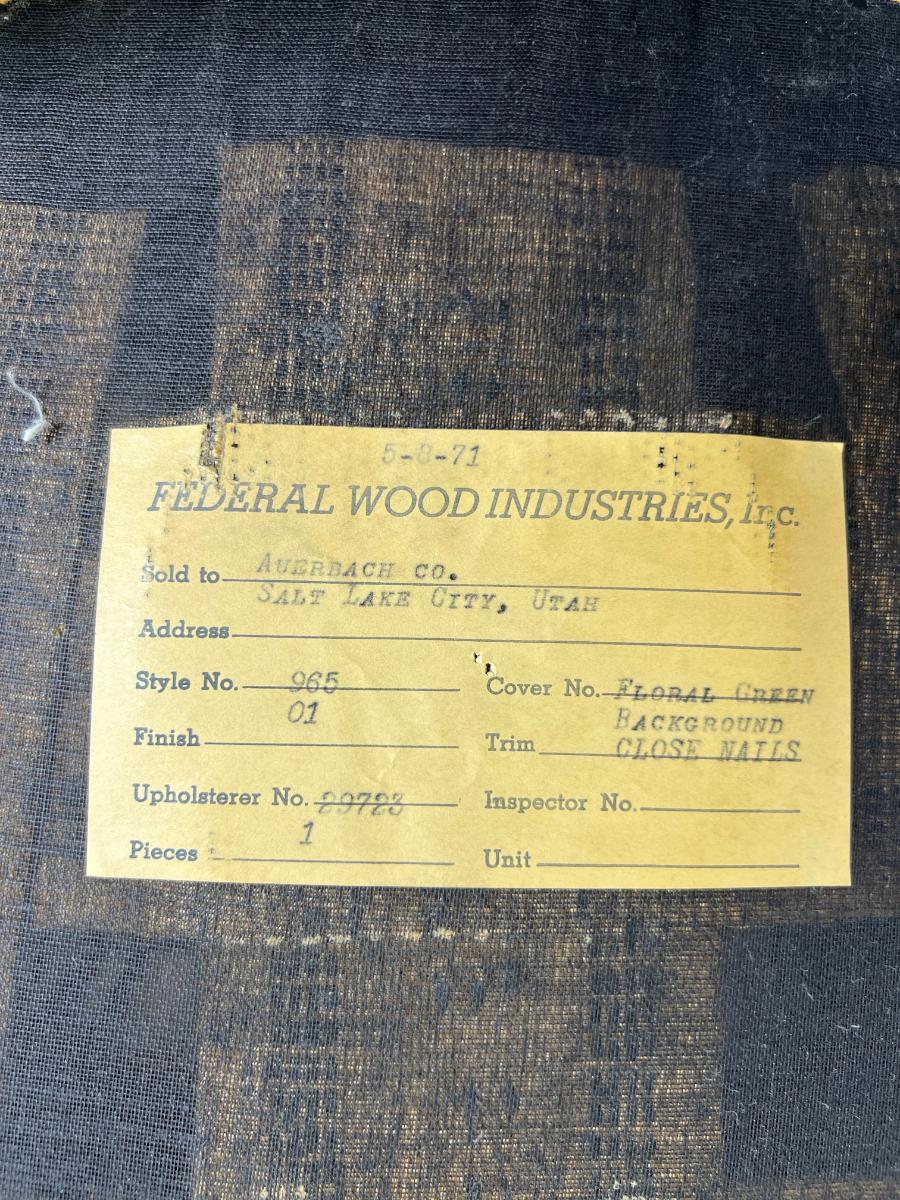 5-8-71
FEDERAL WOOD INDUSTRIES, Inc.
Sold to AUERBACH CO.
SALT LAKE CITY, UTAH
Address
Style No. 965 Cover No. FLORAL GREEN
01 BACKGROUND
Finish Trim CLOSE NAILS
Upholsterer No. 29723 Inspector No.
1
Pieces Unit